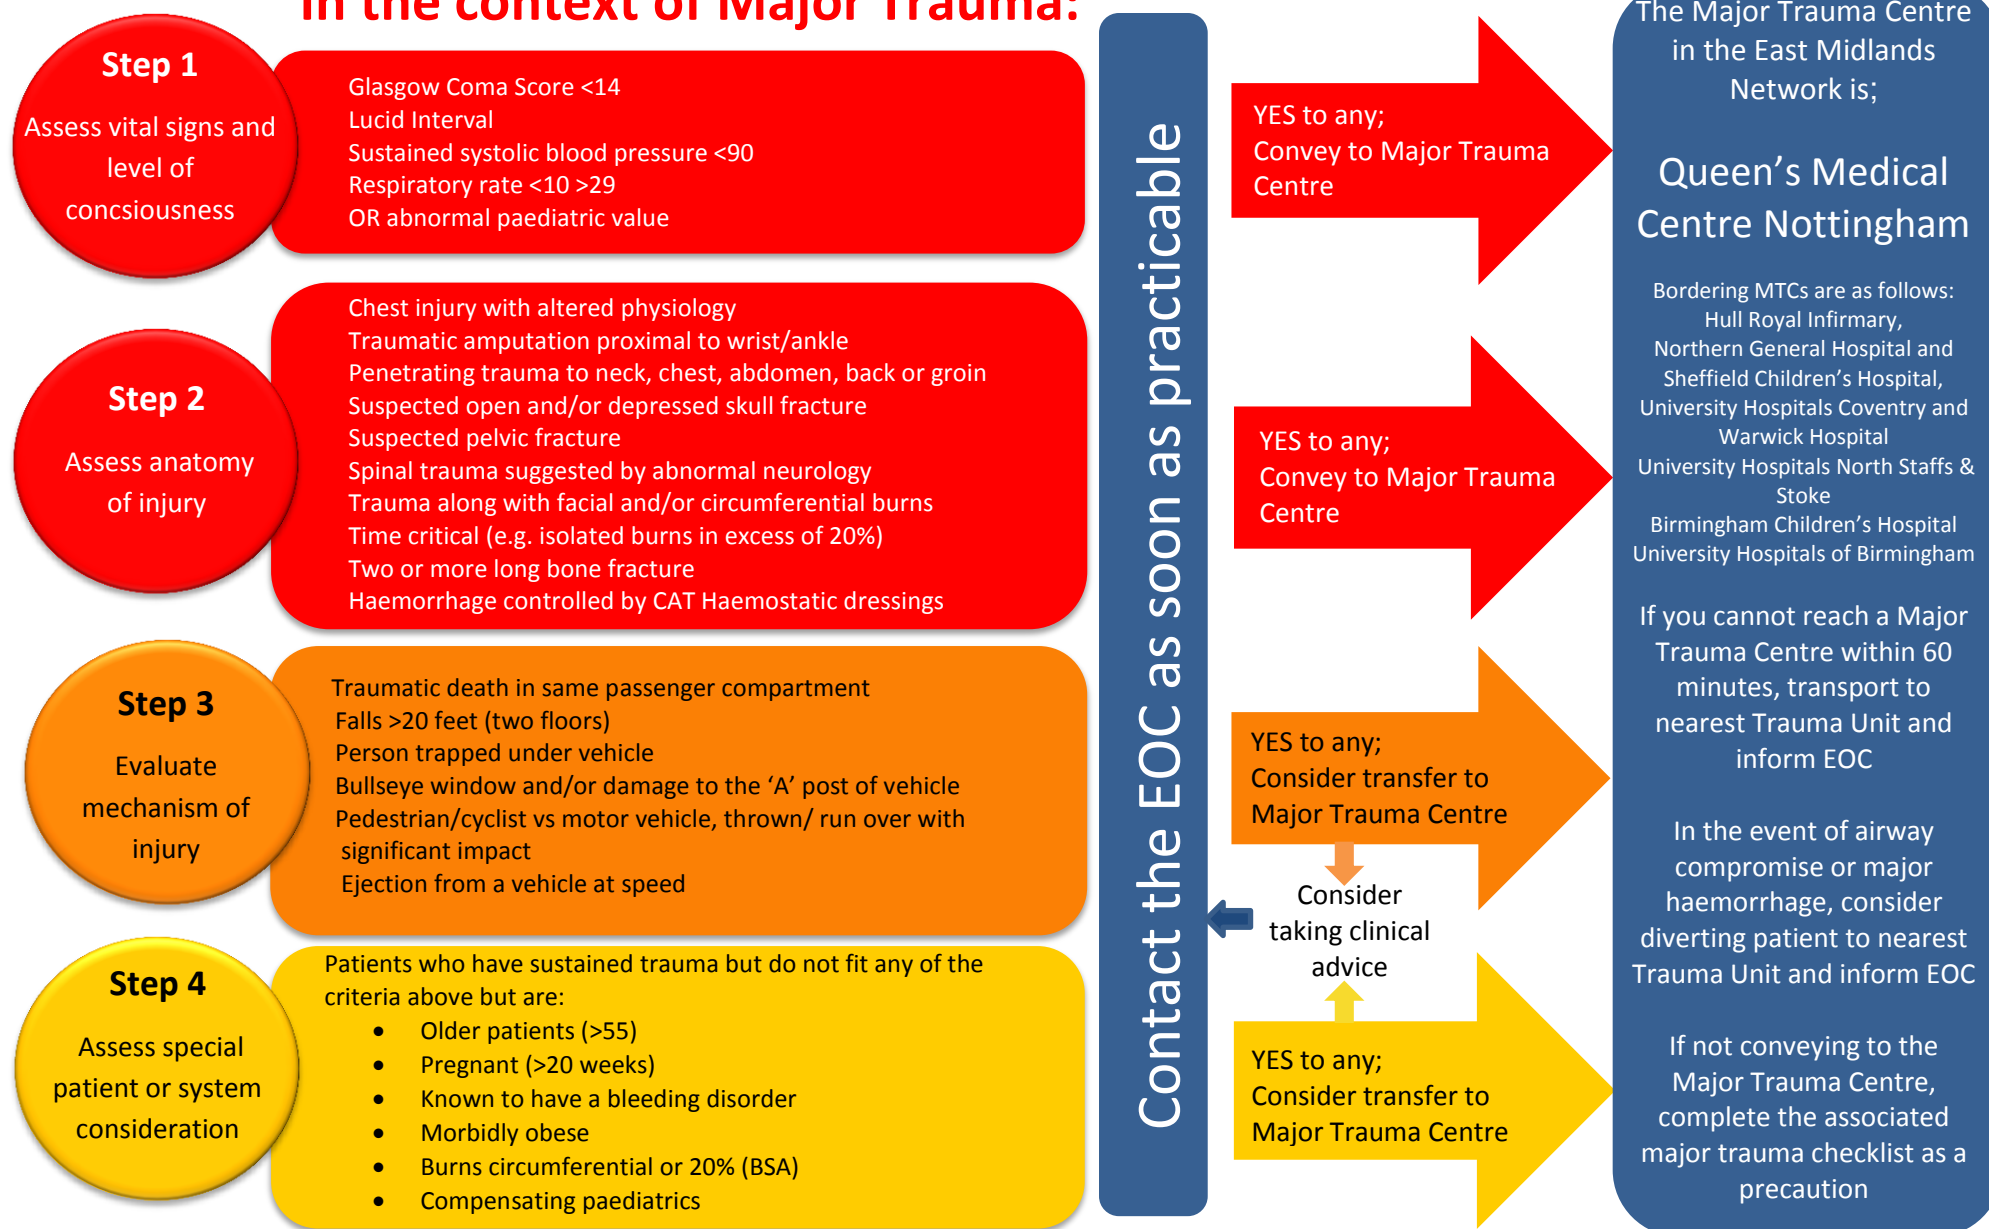 in the context of Major Trauma:
Step 1
Assess vital signs and
level of
concsiousness
Glasgow Coma Score <14
Lucid Interval
Sustained systolic blood pressure <90
Respiratory rate <10 >29
OR abnormal paediatric value
YES to any;
Convey to Major Trauma
Centre
Step 2
Assess anatomy
of injury
Chest injury with altered physiology
Traumatic amputation proximal to wrist/ankle
Penetrating trauma to neck, chest, abdomen, back or groin
Suspected open and/or depressed skull fracture
Suspected pelvic fracture
Spinal trauma suggested by abnormal neurology
Trauma along with facial and/or circumferential burns
Time critical (e.g. isolated burns in excess of 20%)
Two or more long bone fracture
Haemorrhage controlled by CAT Haemostatic dressings
YES to any;
Convey to Major Trauma
Centre
Step 3
Evaluate
mechanism of
injury
Traumatic death in same passenger compartment
Falls >20 feet (two floors)
Person trapped under vehicle
Bullseye window and/or damage to the ‘A’ post of vehicle
Pedestrian/cyclist vs motor vehicle, thrown/ run over with
significant impact
Ejection from a vehicle at speed
YES to any;
Consider transfer to
Major Trauma Centre
Consider
taking clinical
advice
Step 4
Assess special
patient or system
consideration
Patients who have sustained trauma but do not fit any of the
criteria above but are:
• Older patients (>55)
• Pregnant (>20 weeks)
• Known to have a bleeding disorder
• Morbidly obese
• Burns circumferential or 20% (BSA)
• Compensating paediatrics
YES to any;
Consider transfer to
Major Trauma Centre
Contact the EOC as soon as practicable
The Major Trauma Centre
in the East Midlands
Network is;
Queen’s Medical
Centre Nottingham
Bordering MTCs are as follows:
Hull Royal Infirmary,
Northern General Hospital and
Sheffield Children’s Hospital,
University Hospitals Coventry and
Warwick Hospital
University Hospitals North Staffs &
Stoke
Birmingham Children’s Hospital
University Hospitals of Birmingham
If you cannot reach a Major
Trauma Centre within 60
minutes, transport to
nearest Trauma Unit and
inform EOC
In the event of airway
compromise or major
haemorrhage, consider
diverting patient to nearest
Trauma Unit and inform EOC
If not conveying to the
Major Trauma Centre,
complete the associated
major trauma checklist as a
precaution